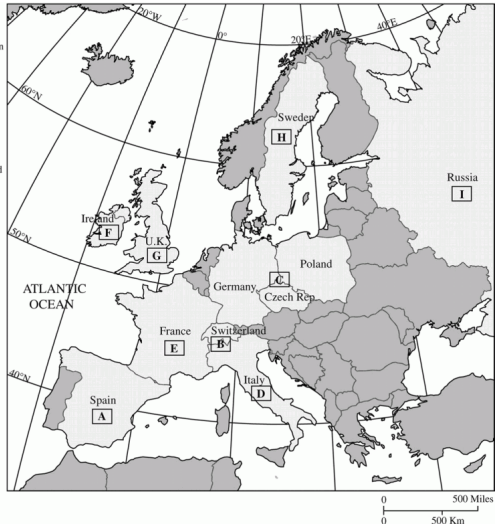 20°W
0°
20°E
40°E
60°N
Sweden
H
Russia
I
Ireland
F
U.K.
G
50°N
Poland
C
Germany
Czech Rep.
ATLANTIC
OCEAN
France
E
Switzerland
B
Italy
D
40°N
Spain
A
0 500 Miles
0 500 Km